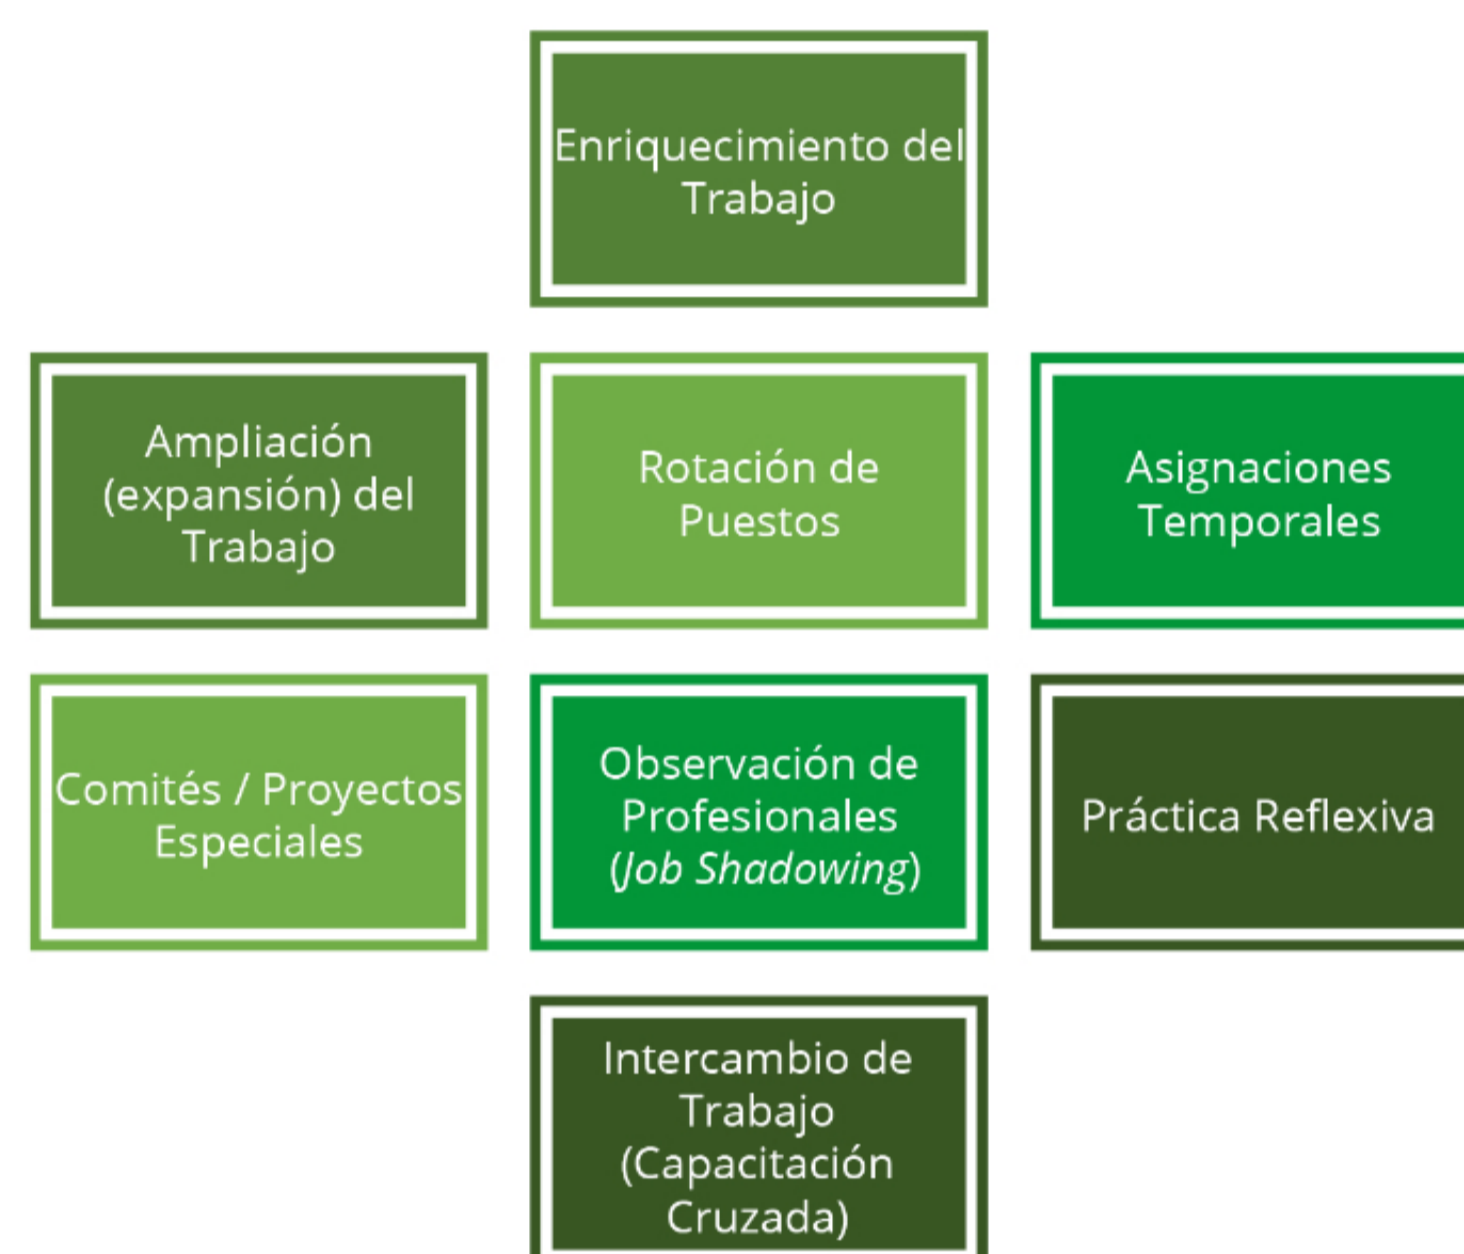 Enriquecimiento del
Trabajo
Ampliación
(expansión) del
Trabajo
Rotación de
Puestos
Asignaciones
Temporales
Comités / Proyectos
Especiales
Observación de
Profesionales
(Job Shadowing)
Práctica Reflexiva
Intercambio de
Trabajo
(Capacitación
Cruzada)